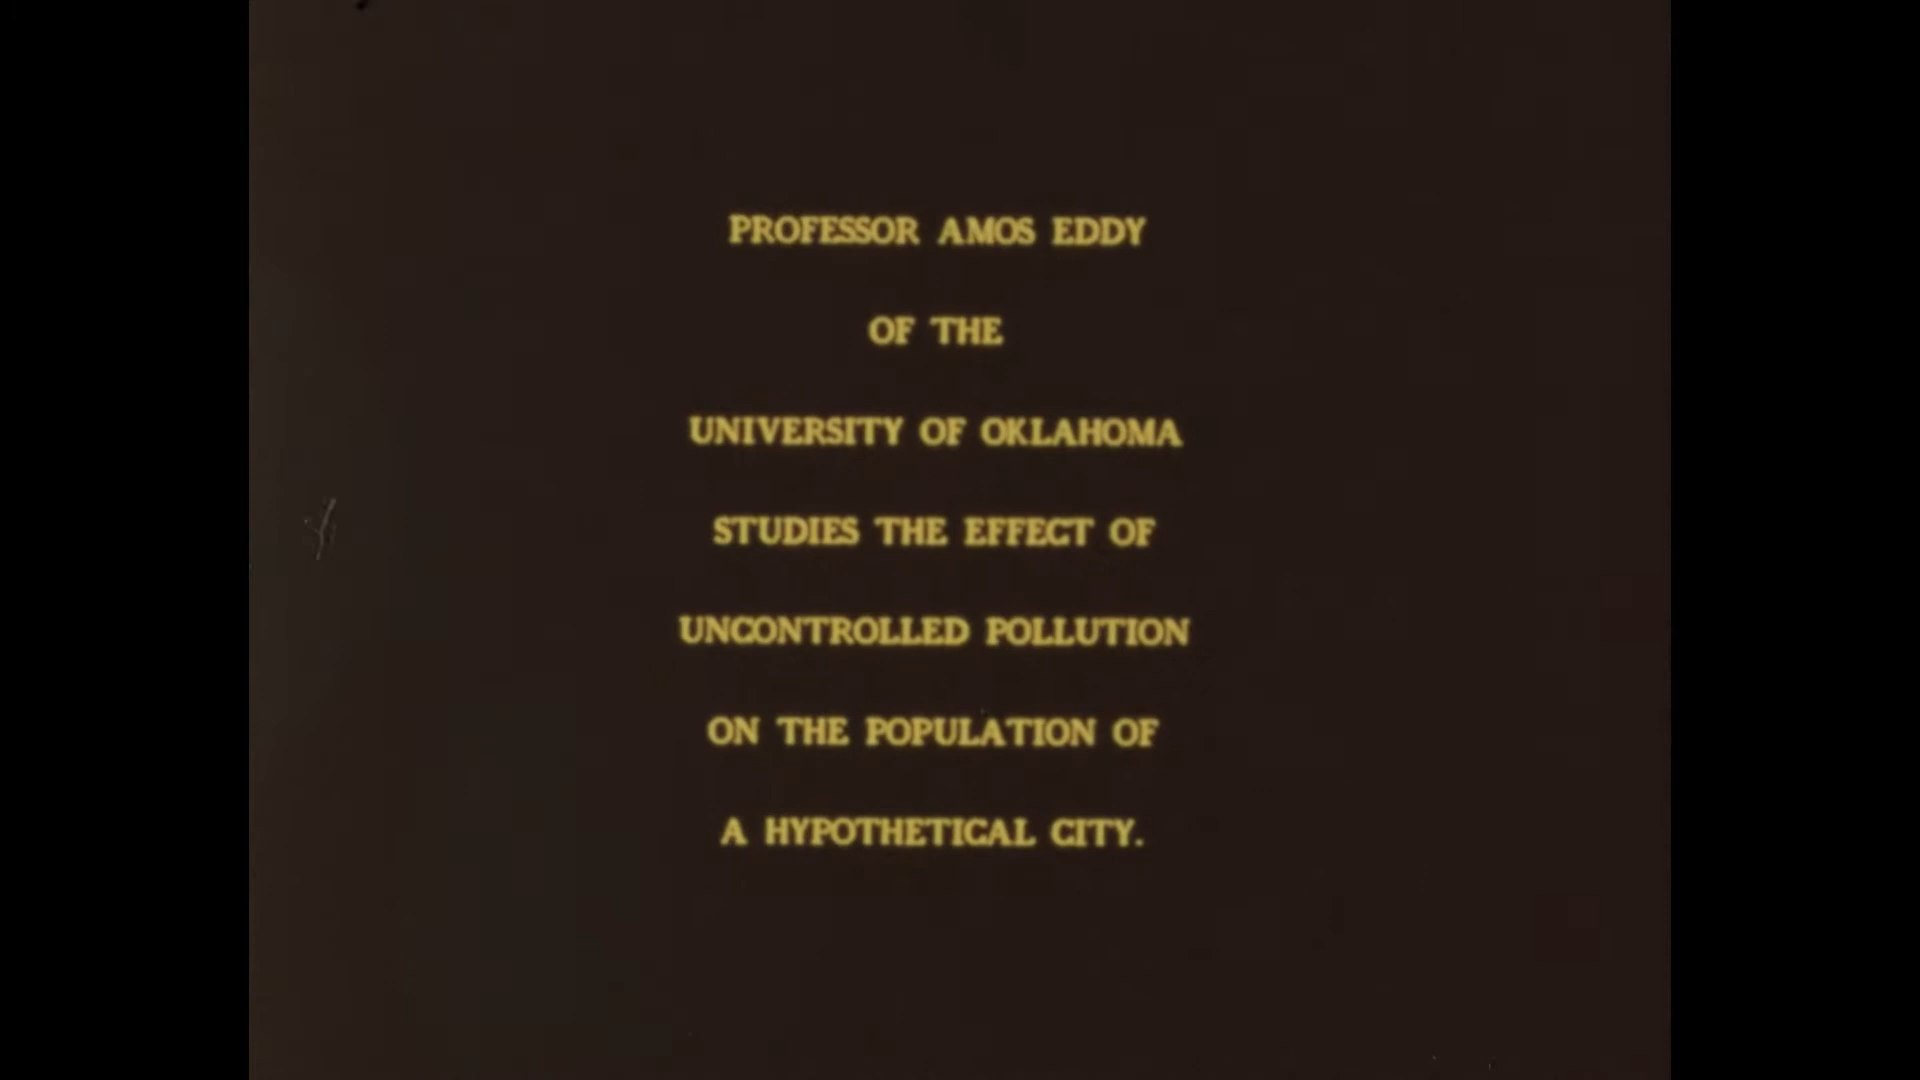 PROFESSOR AMOS EDDY
OF THE
UNIVERSITY OF OKLAHOMA
STUDIES THE EFFECT OF
UNCONTROLLED POLLUTION
ON THE POPULATION OF
A HYPOTHETICAL CITY.